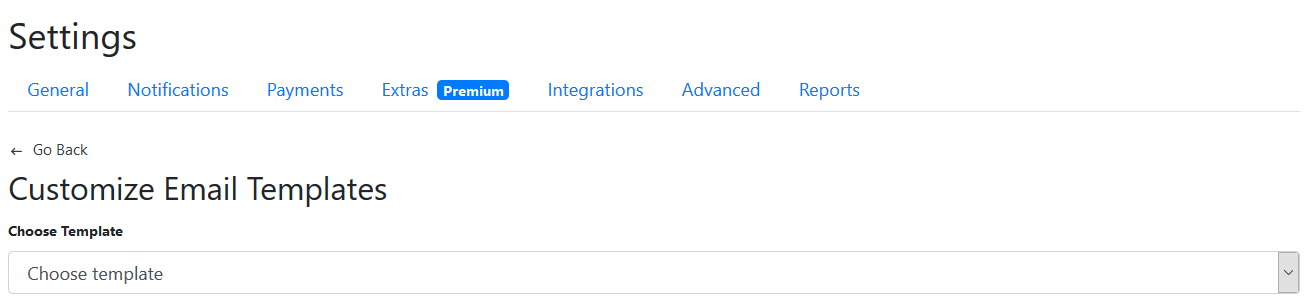 Settings
General Notifications Payments Extras Premium Integrations Advanced Reports
← Go Back
Customize Email Templates
Choose Template
Choose template